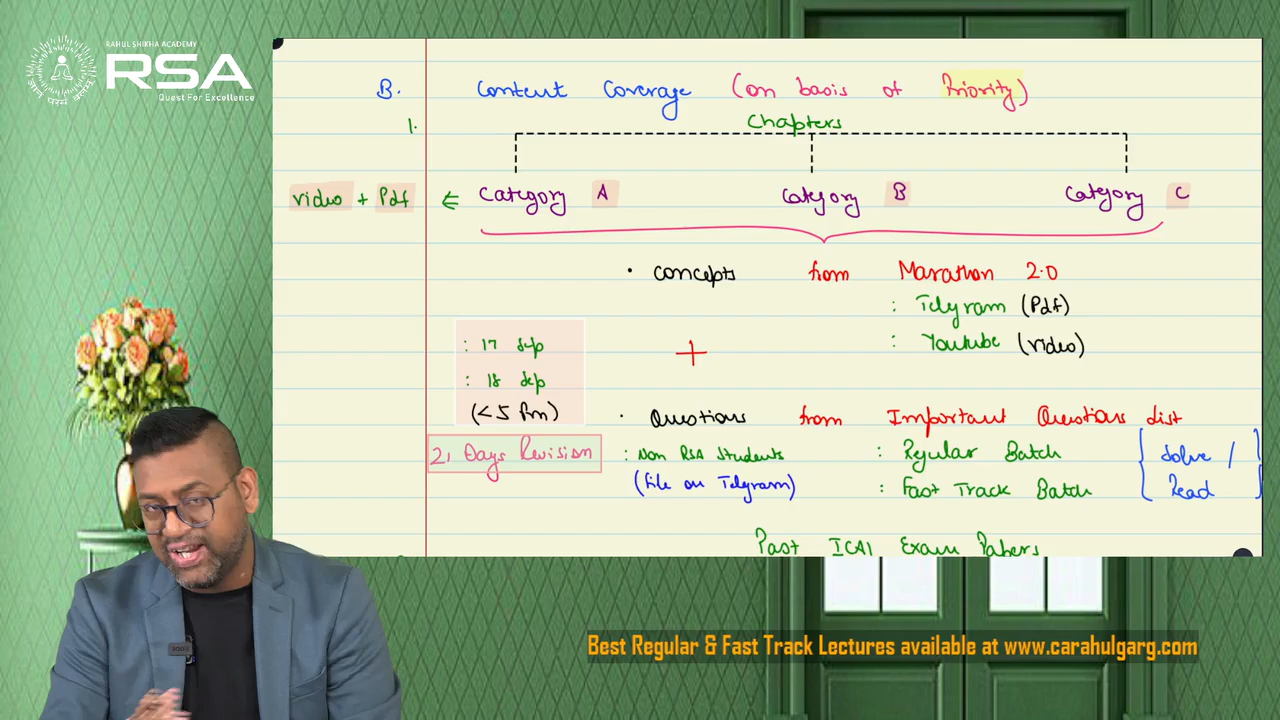 RAHUL SHIKHA ACADEMY
RSA
Quest For Excellence
B. Content Coverage (on basis of Priority)
1. Chapters
video + Pdf ⇐ Category A Category B Category C
• Concepts from Marathon 2.0
: Telegram (Pdf)
: 17 Sep
: Youtube (video)
+
: 18 Sep
(< 5 Pm)
• Questions from Important Questions list
2, Days Revision : Non RSA Students : Regular Batch Solve /
(File on Telegram) : Fast Track Batch Read
Past ICAI Exam Papers
Best Regular & Fast Track Lectures available at www.carahulgarg.com